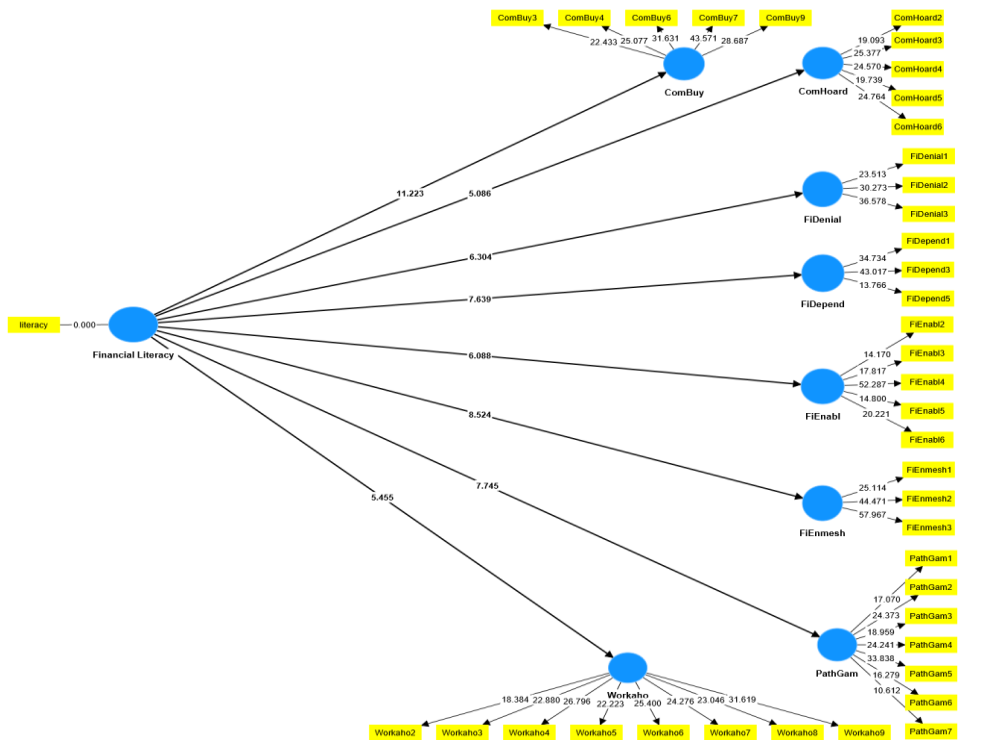 ComBuy3 ComBuy4 ComBuy6 ComBuy7 ComBuy9
22.433 25.077 31.631 43.571 28.687
ComBuy
ComHoard2
ComHoard3
ComHoard4
ComHoard5
ComHoard6
19.093
25.377
24.570
19.739
24.764
ComHoard
11.223
5.086
FiDenial1
FiDenial2
FiDenial3
23.513
30.273
36.578
FiDenial
6.304
FiDepend1
FiDepend3
FiDepend5
34.734
43.017
13.766
FiDepend
7.639
literacy
0.000
Financial Literacy
FiEnabl2
FiEnabl3
FiEnabl4
FiEnabl5
FiEnabl6
14.170
17.817
52.287
14.800
20.221
FiEnabl
6.088
8.524
FiEnmesh1
FiEnmesh2
FiEnmesh3
25.114
44.471
57.967
FiEnmesh
7.745
5.455
PathGam1
PathGam2
PathGam3
PathGam4
PathGam5
PathGam6
PathGam7
17.070
24.373
18.959
24.241
33.838
16.279
10.612
PathGam
Workaho
18.384 22.880 26.796 22.223 25.400 24.276 23.046 31.619
Workaho2 Workaho3 Workaho4 Workaho5 Workaho6 Workaho7 Workaho8 Workaho9